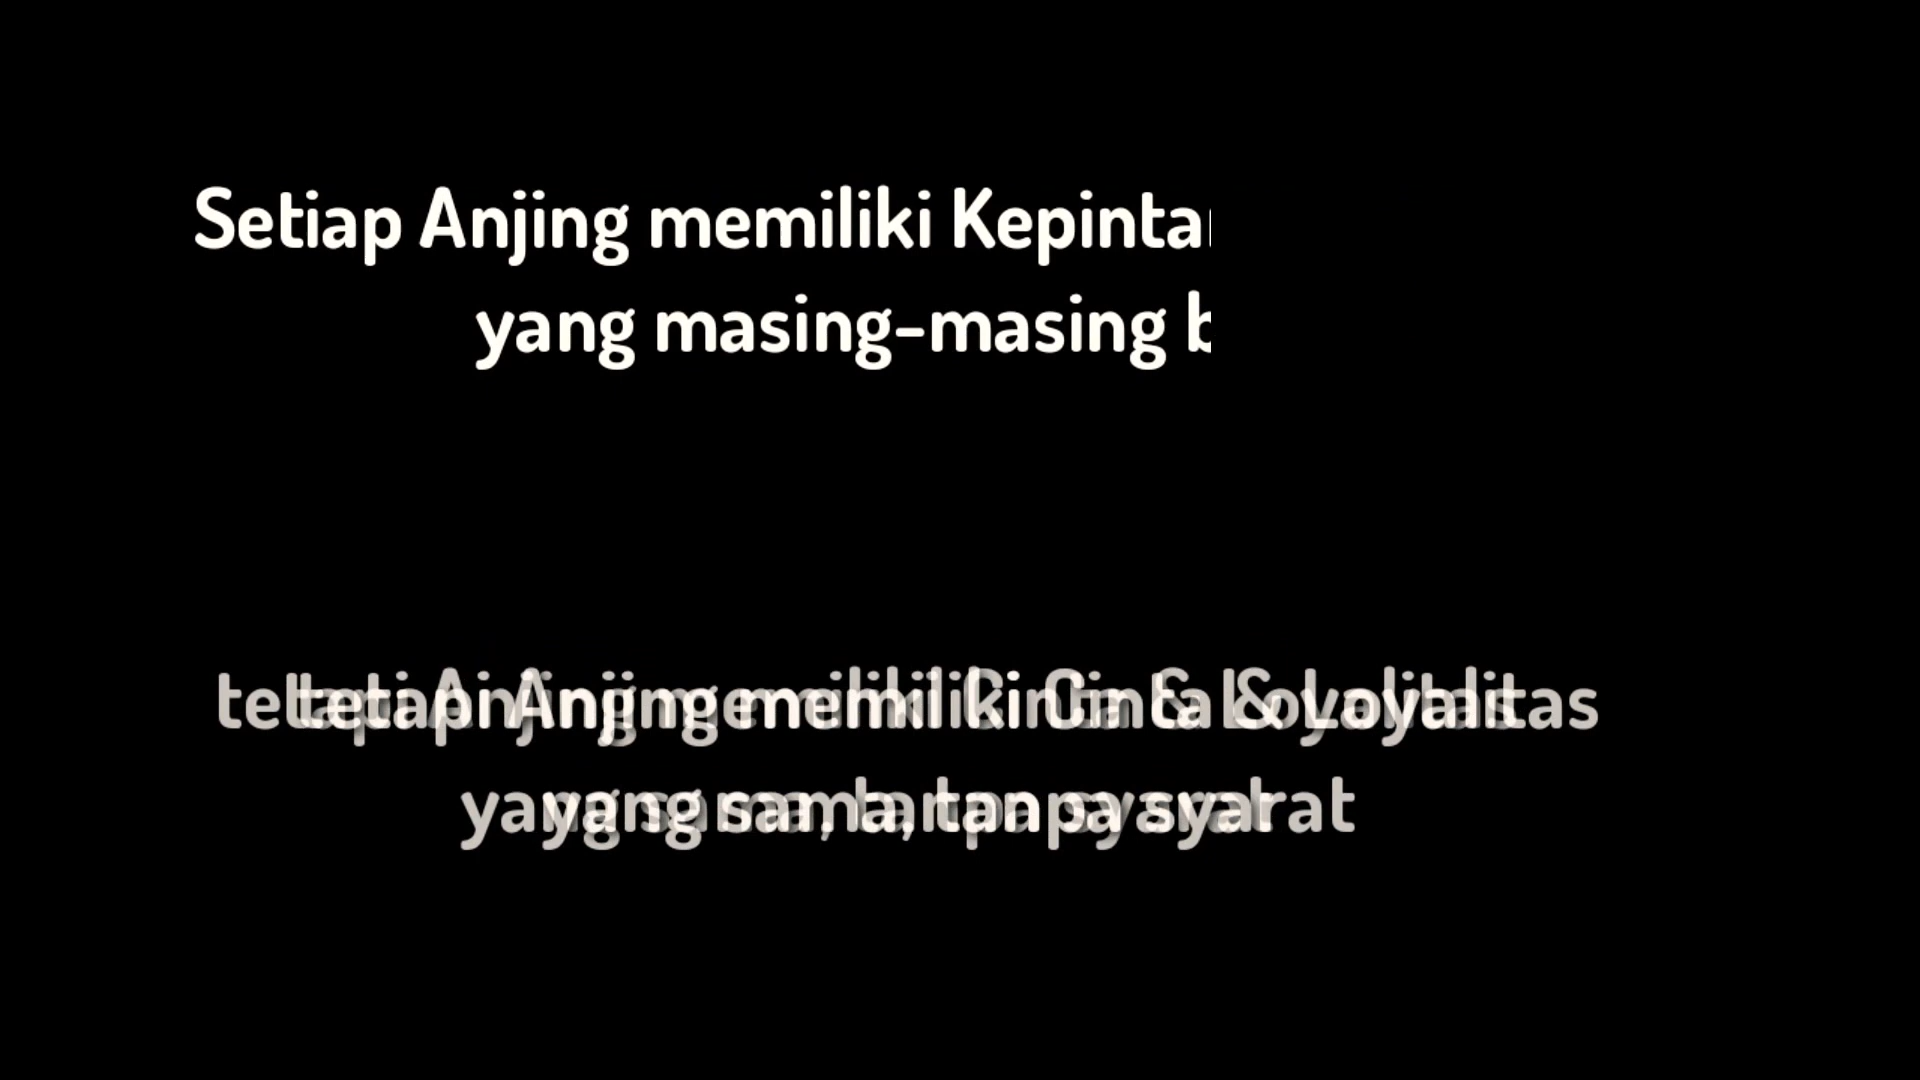 Setiap Anjing memiliki
yang masing-masing
tetapi Anjing memiliki Cinta & Loyalitas
yang sama, tanpa syarat